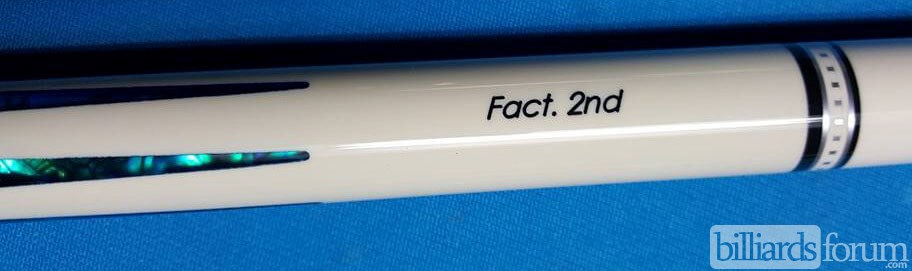 Fact. 2nd
billiardsforum
.com